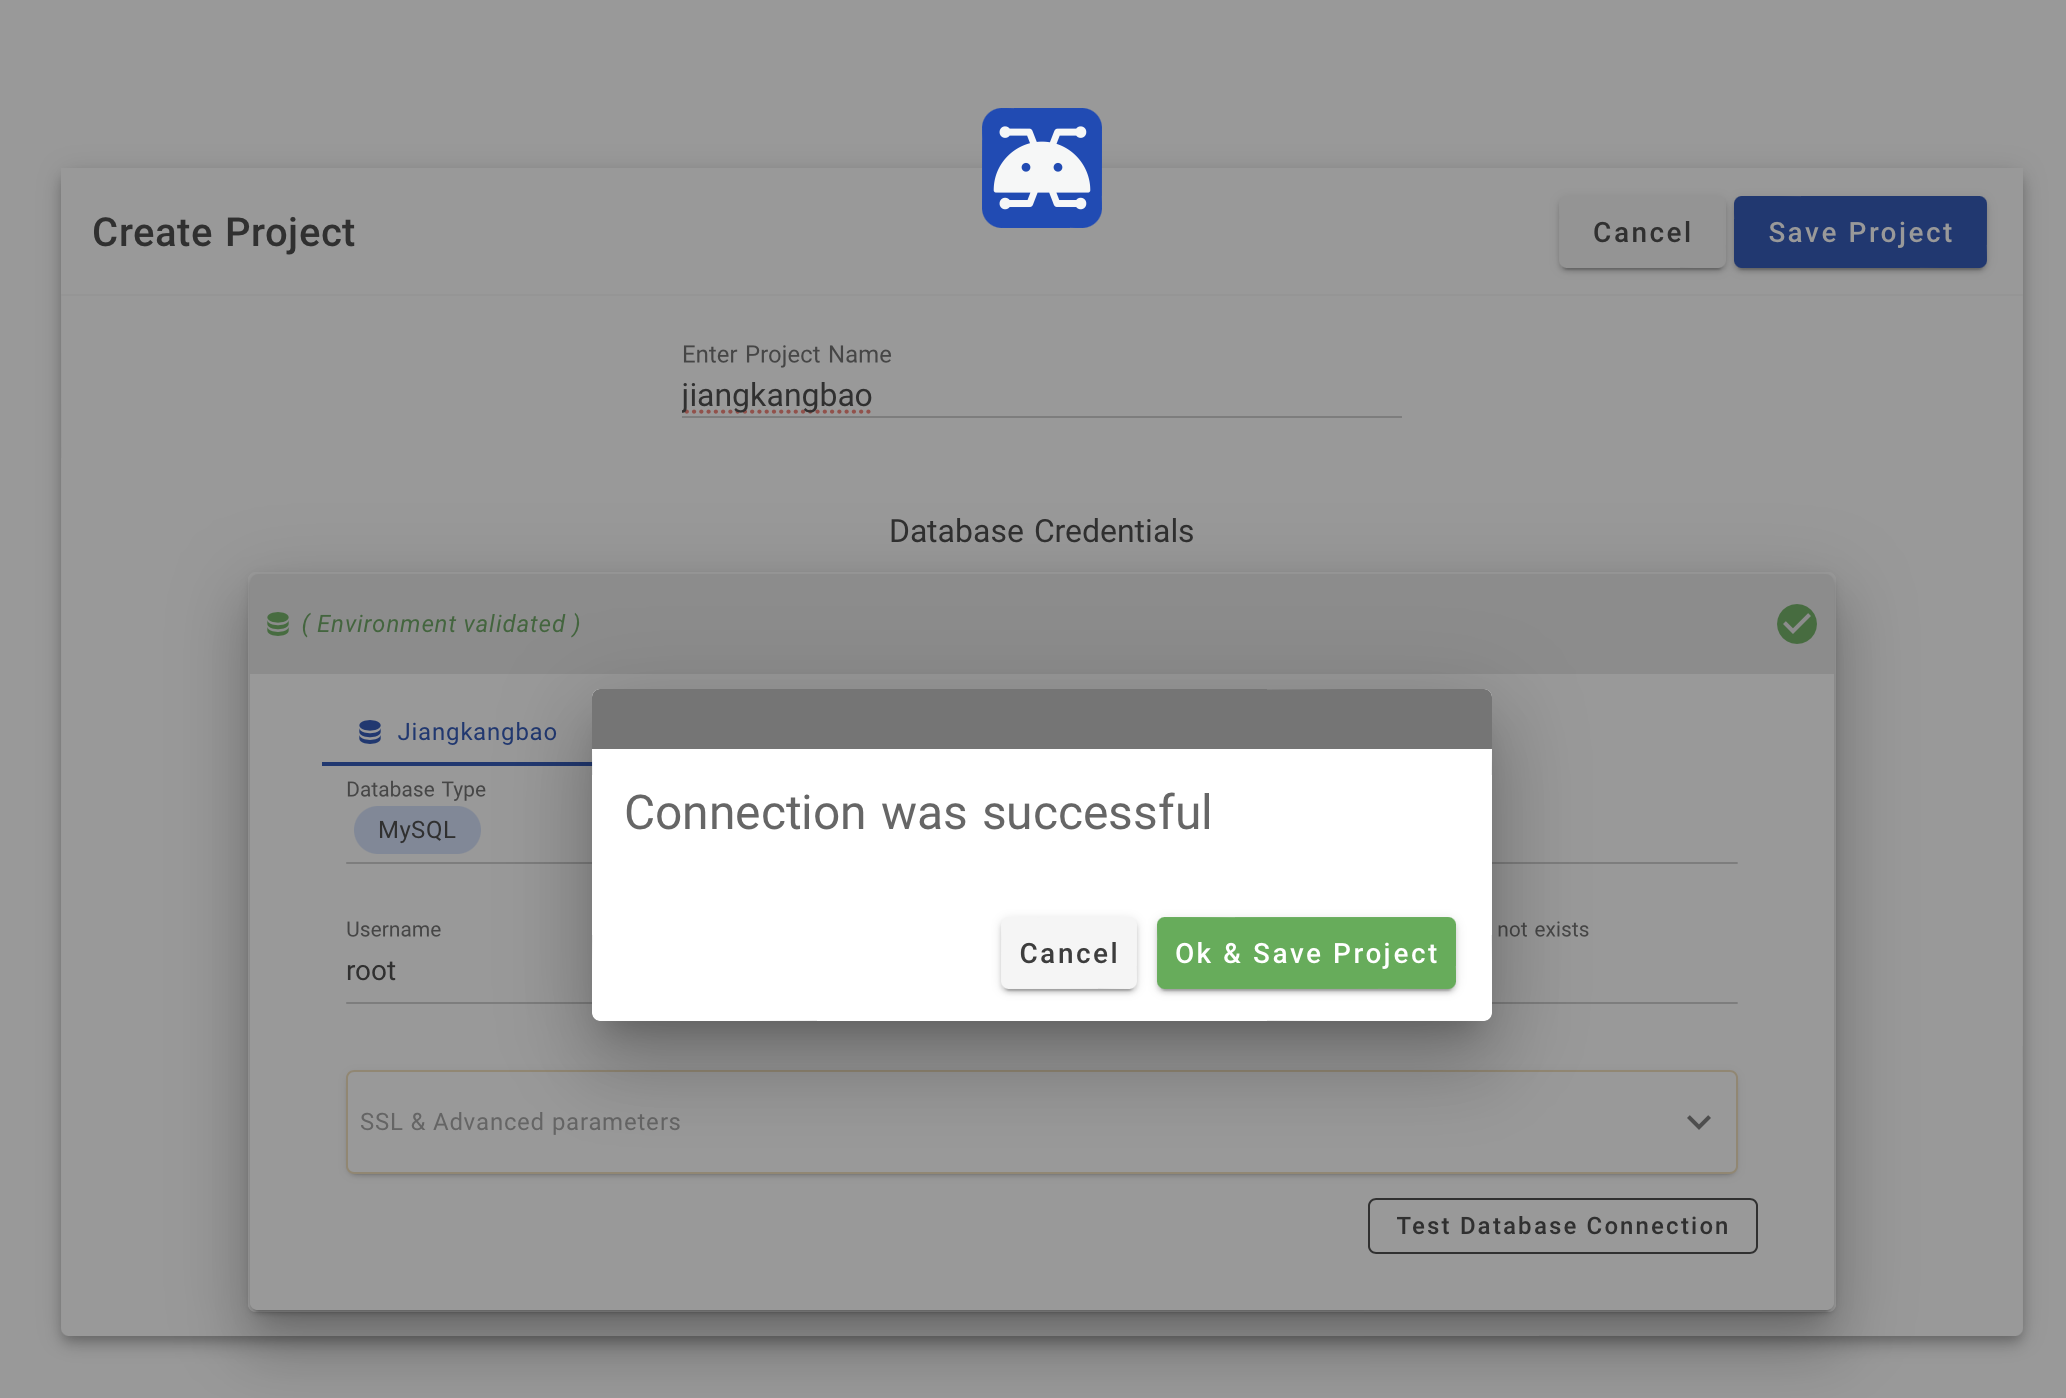 Create Project
Cancel
Save Project
Enter Project Name
jiangkangbao
Database Credentials
( Environment validated )
Jiangkangbao
Database Type
MySQL
Connection was successful
Cancel
Ok & Save Project
Username
not exists
root
SSL & Advanced parameters
Test Database Connection